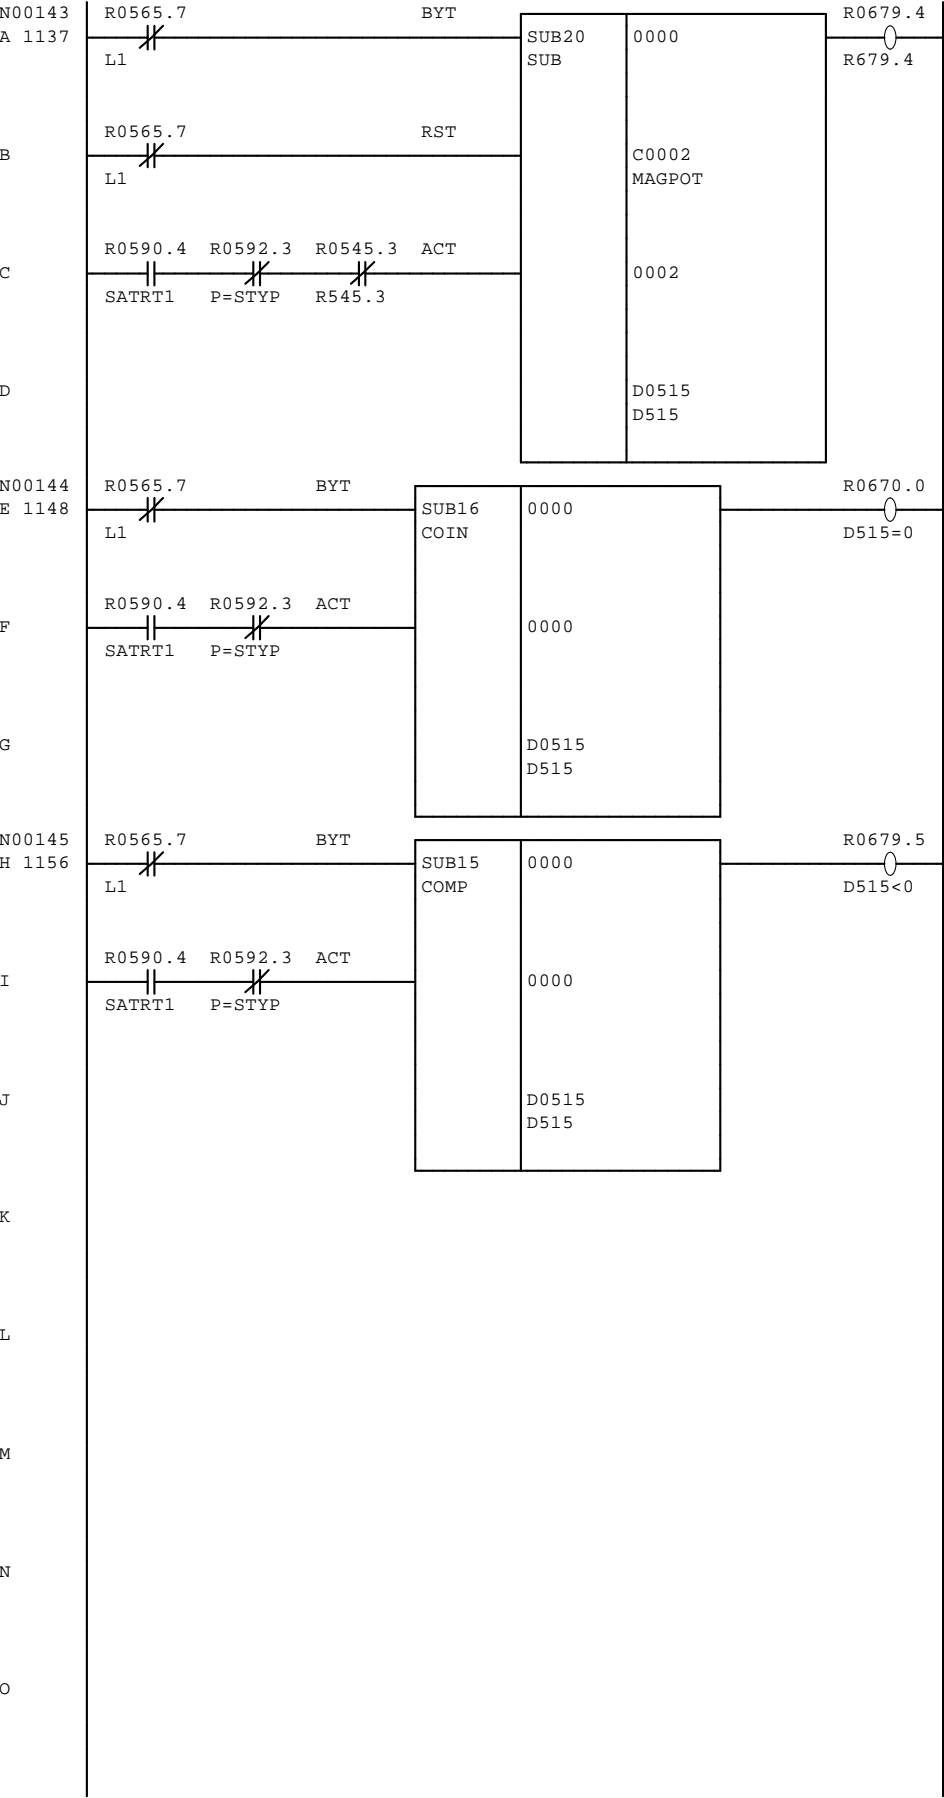 N00143 R0565.7 BYT R0679.4
A 1137 SUB20 0000
L1 SUB R679.4
R0565.7 RST
B C0002
L1 MAGPOT
R0590.4 R0592.3 R0545.3 ACT
C 0002
SATRT1 P=STYP R545.3
D D0515
D515
N00144 R0565.7 BYT R0670.0
E 1148 SUB16 0000
L1 COIN D515=0
R0590.4 R0592.3 ACT
F 0000
SATRT1 P=STYP
G D0515
D515
N00145 R0565.7 BYT R0679.5
H 1156 SUB15 0000
L1 COMP D515<0
R0590.4 R0592.3 ACT
I 0000
SATRT1 P=STYP
J D0515
D515
K
L
M
N
O